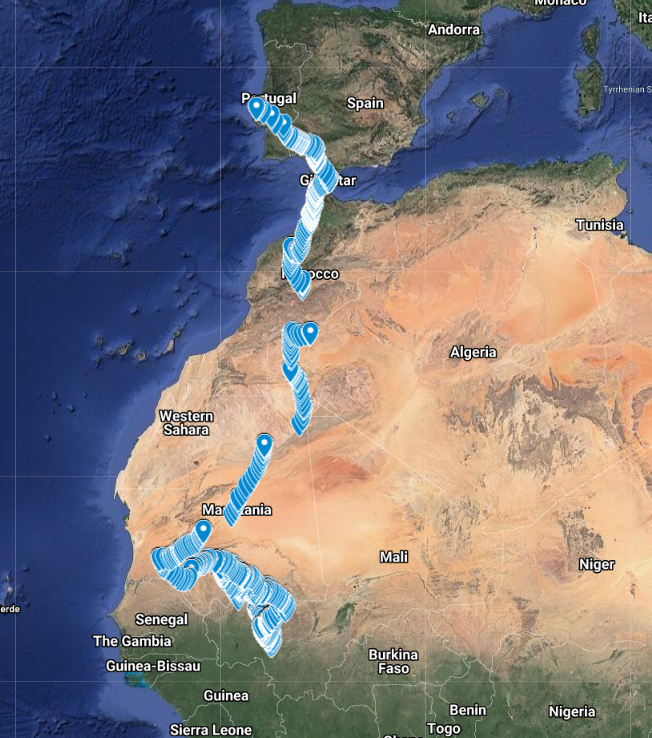 Monaco
Ita
Andorra
Tyrrhenian S
Portugal
Spain
Gibraltar
Tunisia
Morocco
Algeria
Western
Sahara
Mauritania
Mali
Niger
erde
Senegal
The Gambia
Guinea-Bissau
Burkina
Faso
Guinea
Benin
Nigeria
Togo
Sierra Leone